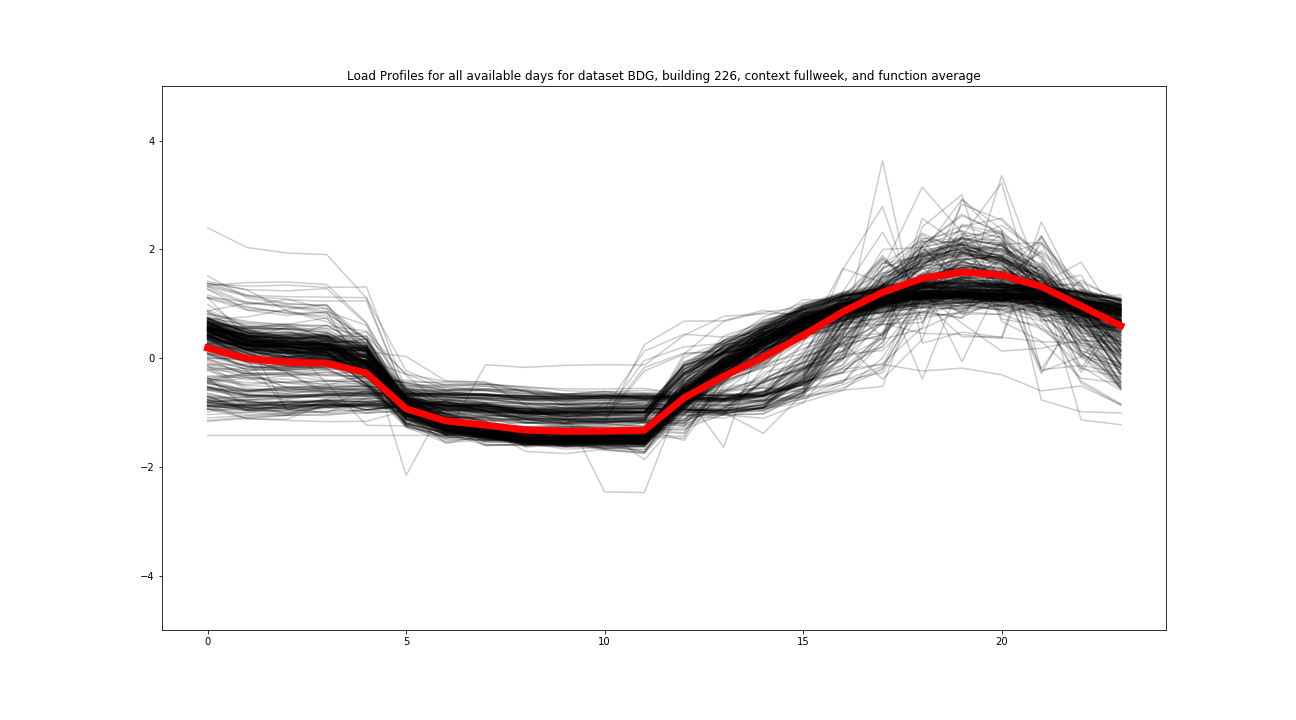 Load Profiles for all available days for dataset BDG, building 226, context fullweek, and function average
4
2
0
−2
−4
0 5 10 15 20